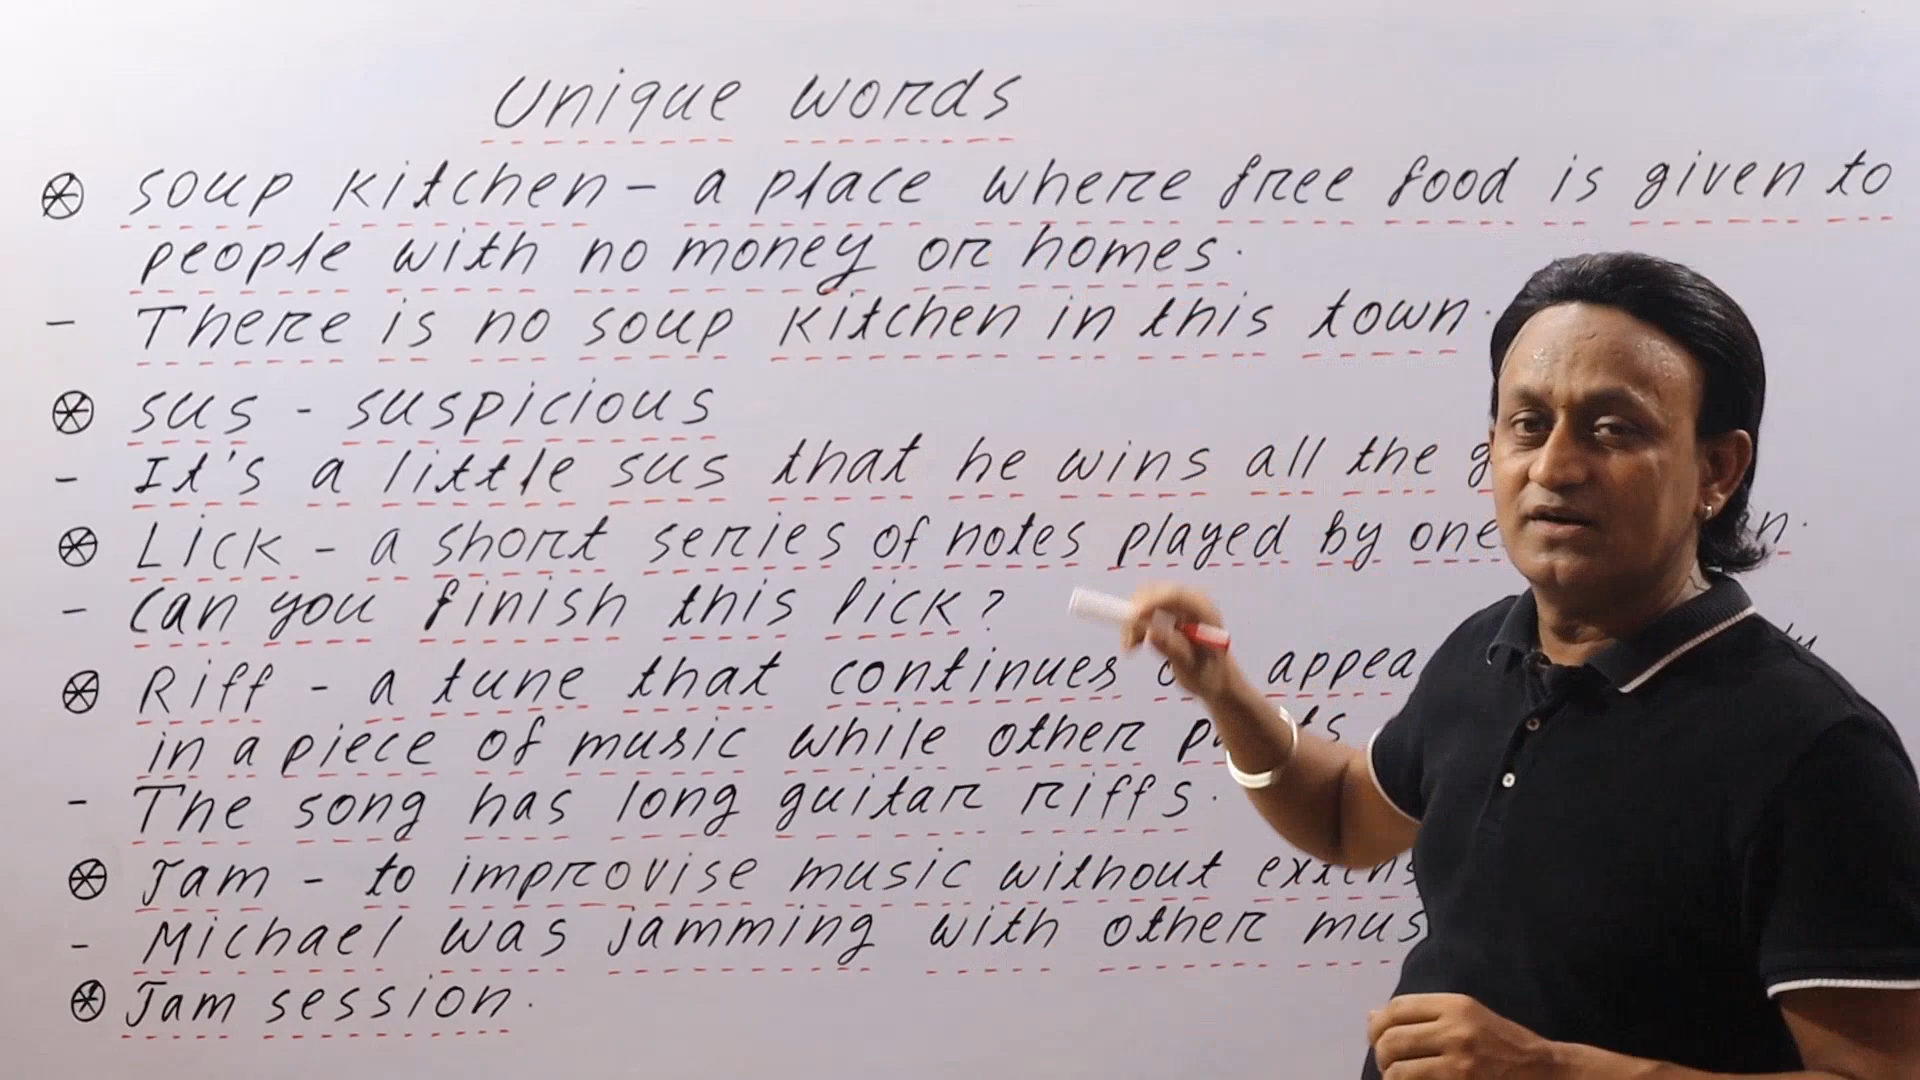 Unique words
soup kitchen - a place where free food is given to
people with no money or homes.
- There is no soup kitchen in this town.
sus - suspicious
- It's a little sus that he wins all the
Lick - a short series of notes played by one
- Can you finish this lick?
Riff - a tune that continues
in a piece of music while other
- The song has long guitar riffs.
Jam - to improvise music without
- Michael was jamming with other
Jam session.